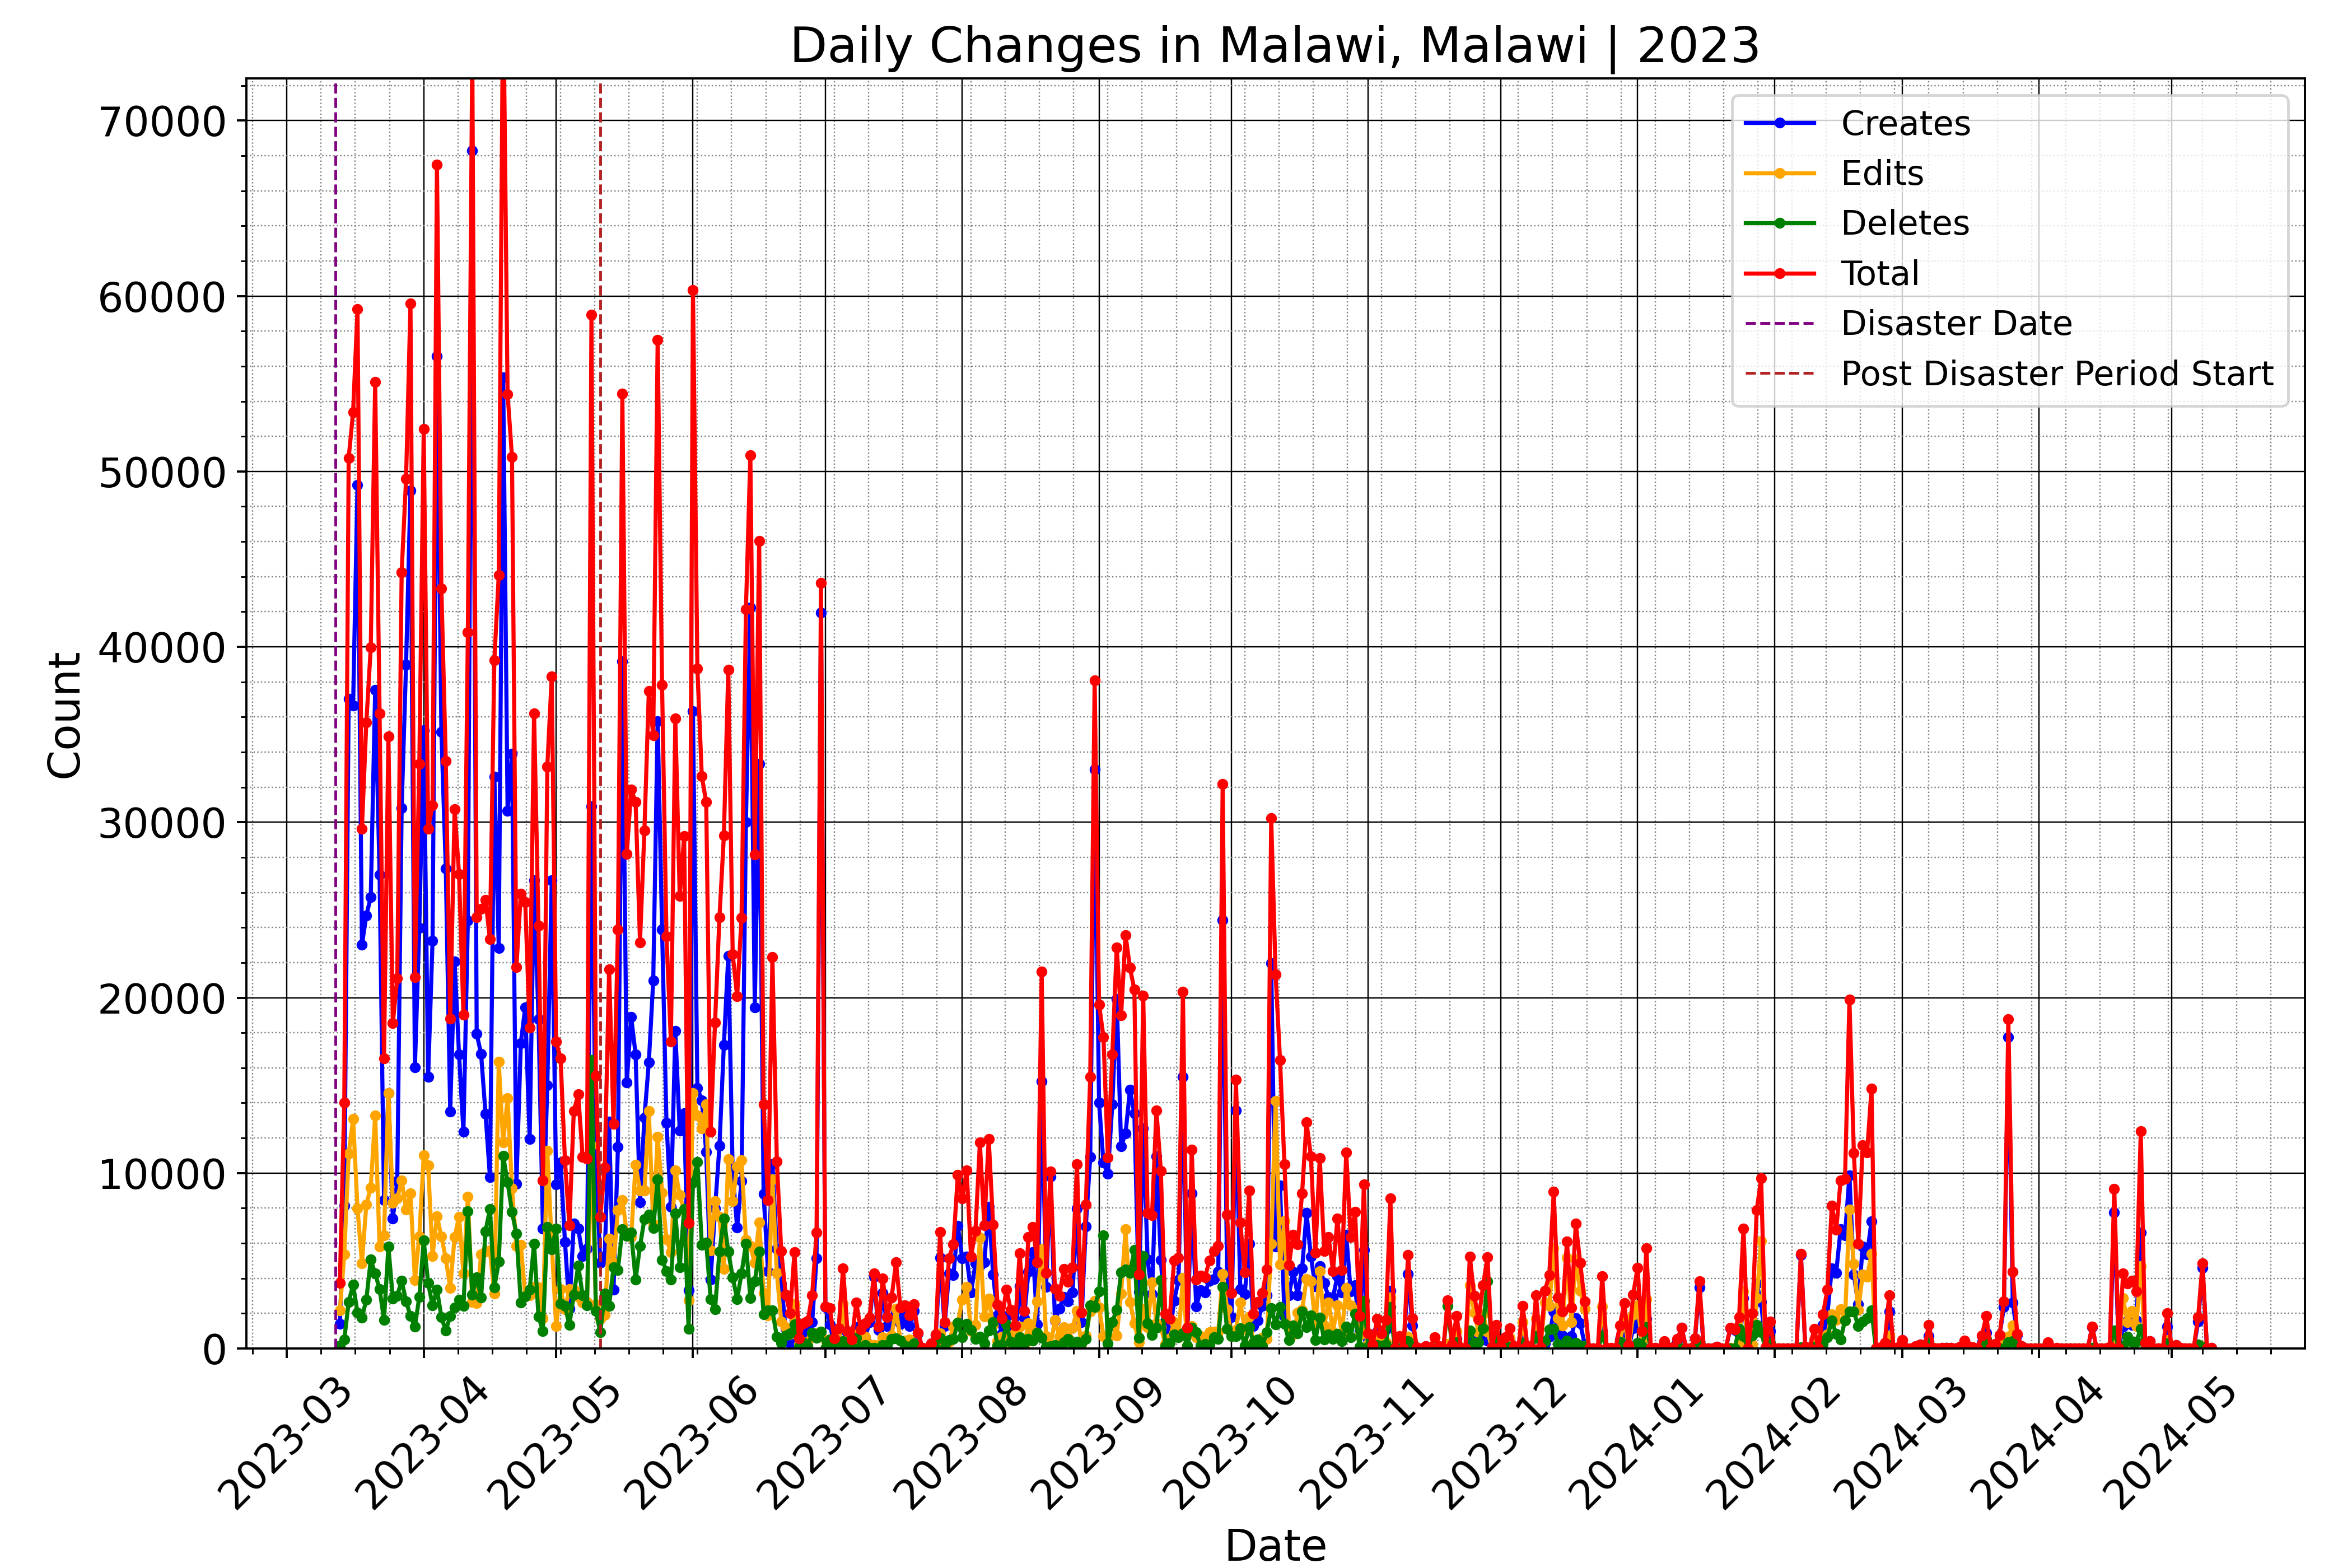 Daily Changes in Malawi, Malawi | 2023
Count
70000
60000
50000
40000
30000
20000
10000
0
Creates
Edits
Deletes
Total
Disaster Date
Post Disaster Period Start
2023-03
2023-04
2023-05
2023-06
2023-07
2023-08
2023-09
2023-10
2023-11
2023-12
2024-01
2024-02
2024-03
2024-04
2024-05
Date